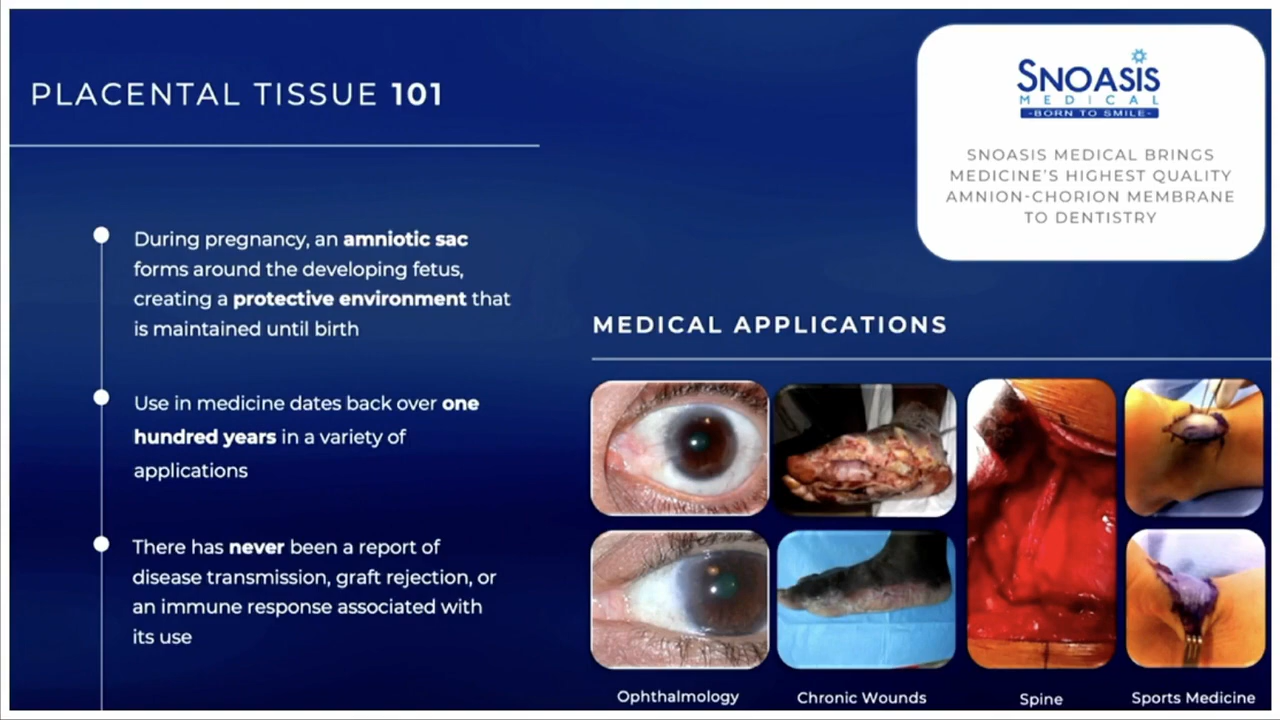 PLACENTAL TISSUE 101
During pregnancy, an amniotic sac
forms around the developing fetus,
creating a protective environment that
is maintained until birth
Use in medicine dates back over one
hundred years in a variety of
applications
There has never been a report of
disease transmission, graft rejection, or
an immune response associated with
its use
SNOASIS
MEDICAL
-BORN TO SMILE-
SNOASIS MEDICAL BRINGS
MEDICINE'S HIGHEST QUALITY
AMNION-CHORION MEMBRANE
TO DENTISTRY
MEDICAL APPLICATIONS
Ophthalmology
Chronic Wounds
Spine
Sports Medicine